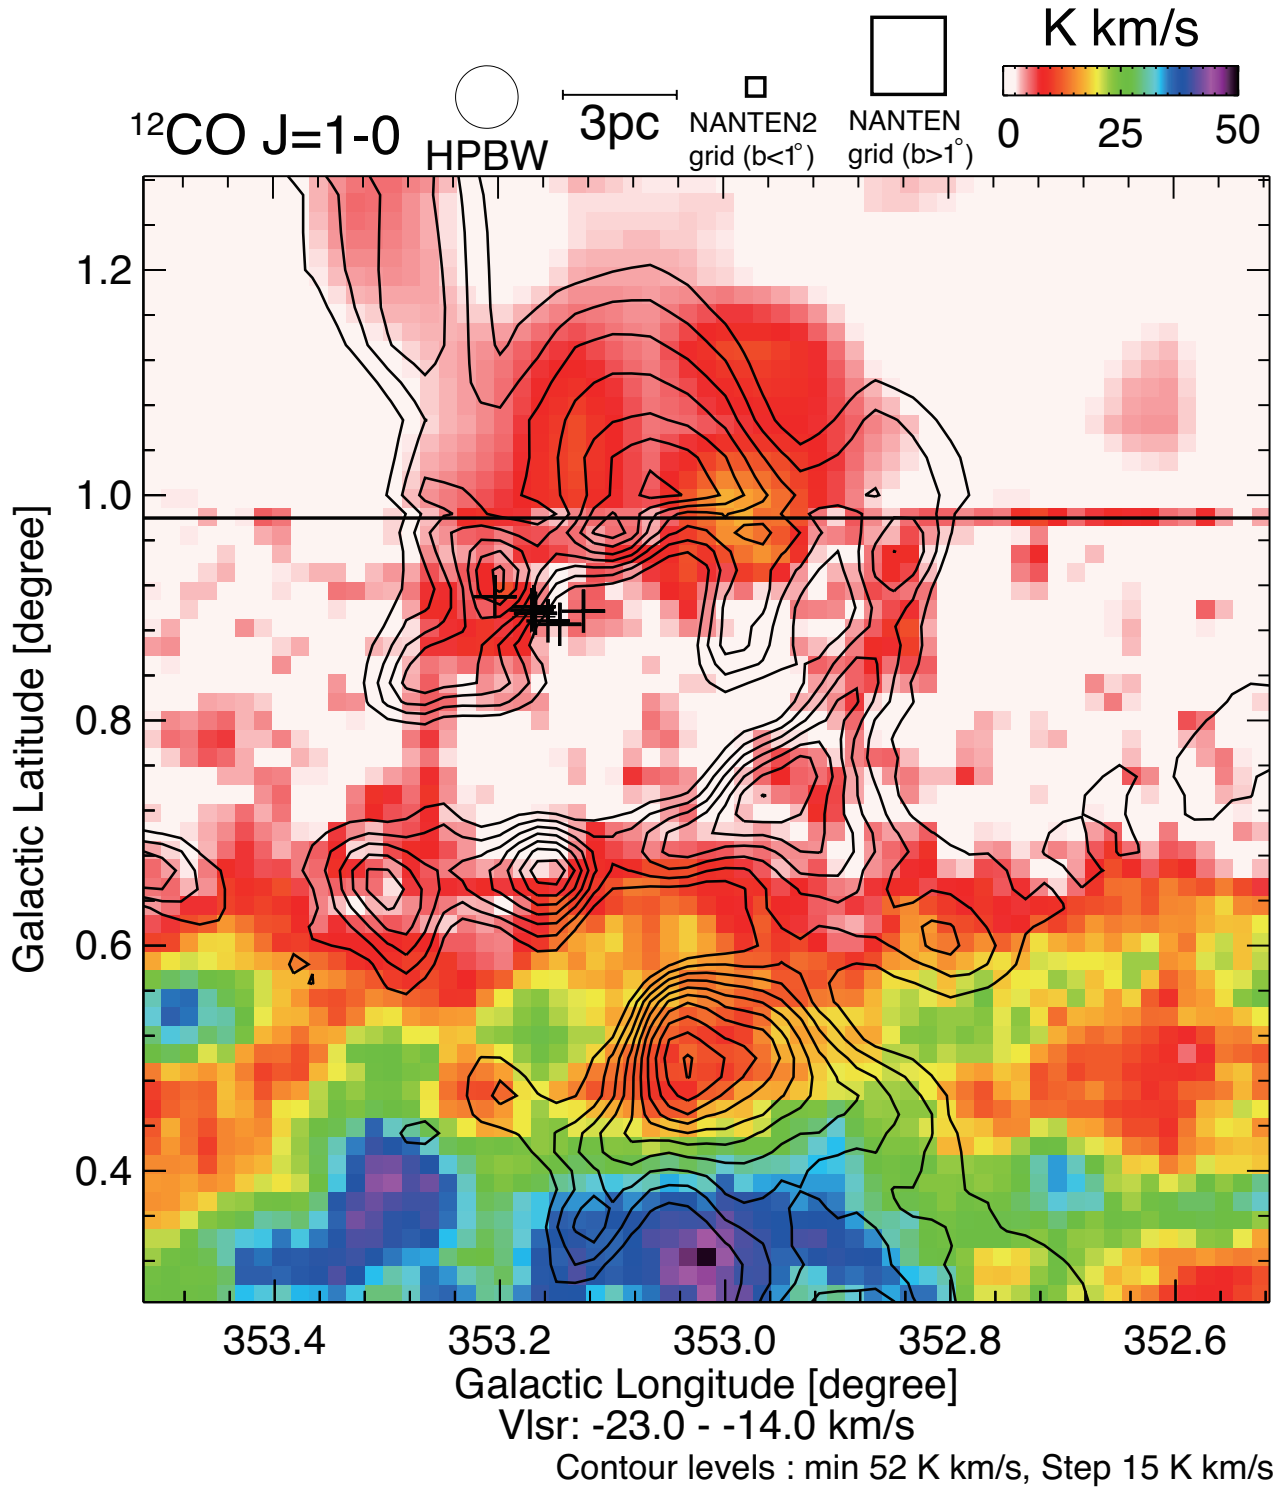 K km/s
¹²CO J=1-0
HPBW
3pc
NANTEN2
grid (b<1°)
NANTEN
grid (b>1°)
0 25 50
Galactic Latitude [degree]
1.2
1.0
0.8
0.6
0.4
353.4 353.2 353.0 352.8 352.6
Galactic Longitude [degree]
Vlsr: -23.0 - -14.0 km/s
Contour levels : min 52 K km/s, Step 15 K km/s